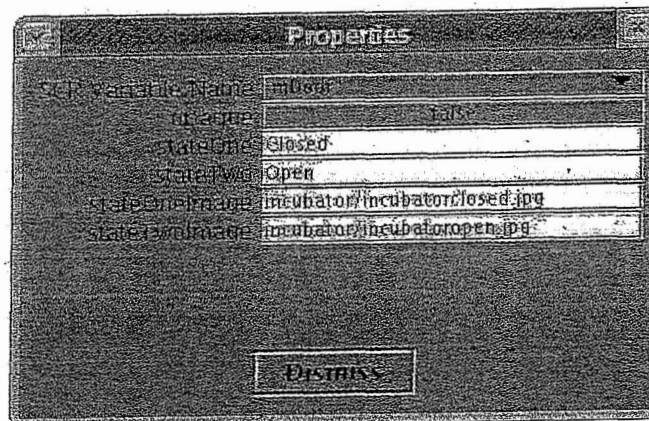 Properties
SCR Variable Name mDoor
opaque false
stateOne Closed
stateTwo Open
stateOneImage incubator/incubatorclosed.jpg
stateTwoImage incubator/incubatoropen.jpg
Dismiss